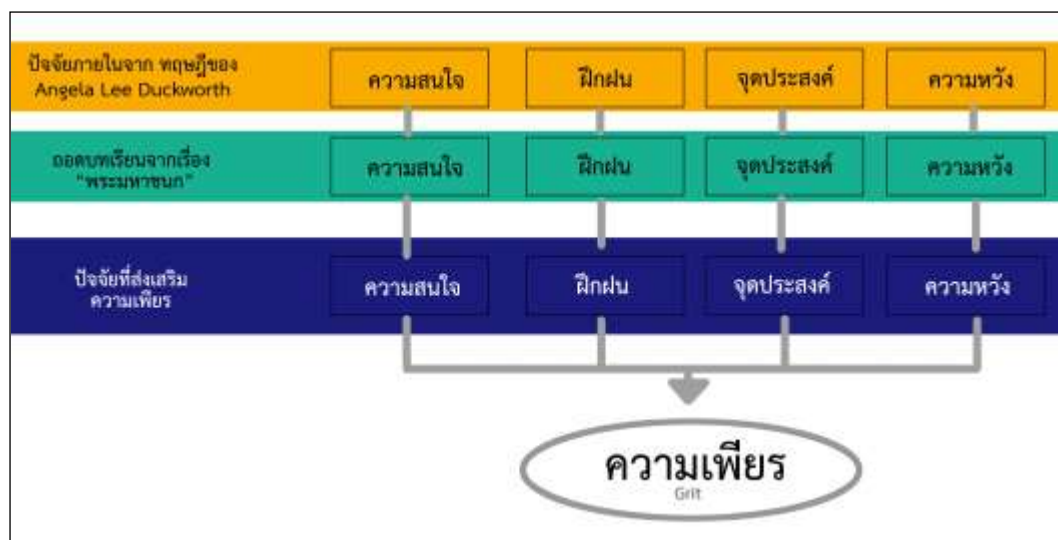 ปัจจัยภายในจาก ทฤษฎีของ
Angela Lee Duckworth
ความสนใจ
ฝึกฝน
จุดประสงค์
ความหวัง
ถอดบทเรียนจากเรื่อง
"พระมหาชนก"
ความสนใจ
ฝึกฝน
จุดประสงค์
ความหวัง
ปัจจัยที่ส่งเสริม
ความเพียร
ความสนใจ
ฝึกฝน
จุดประสงค์
ความหวัง
ความเพียร
Grit